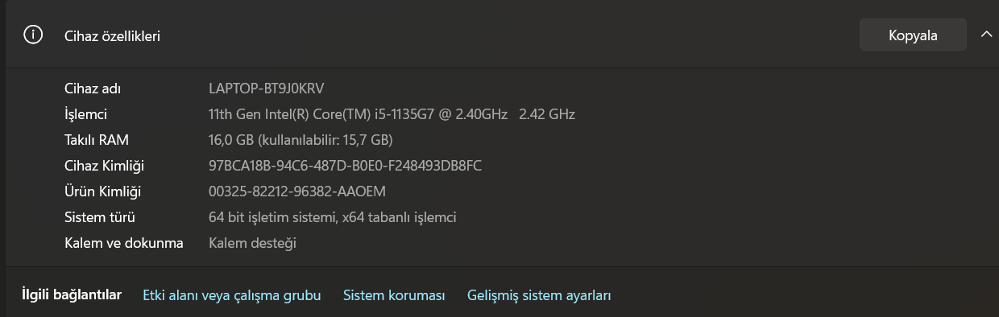 Cihaz özellikleri
Kopyala
Cihaz adı LAPTOP-BT9J0KRV
İşlemci 11th Gen Intel(R) Core(TM) i5-1135G7 @ 2.40GHz 2.42 GHz
Takılı RAM 16,0 GB (kullanılabilir: 15,7 GB)
Cihaz Kimliği 97BCA18B-94C6-487D-B0E0-F248493DB8FC
Ürün Kimliği 00325-82212-96382-AAOEM
Sistem türü 64 bit işletim sistemi, x64 tabanlı işlemci
Kalem ve dokunma Kalem desteği
İlgili bağlantılar Etki alanı veya çalışma grubu Sistem koruması Gelişmiş sistem ayarları